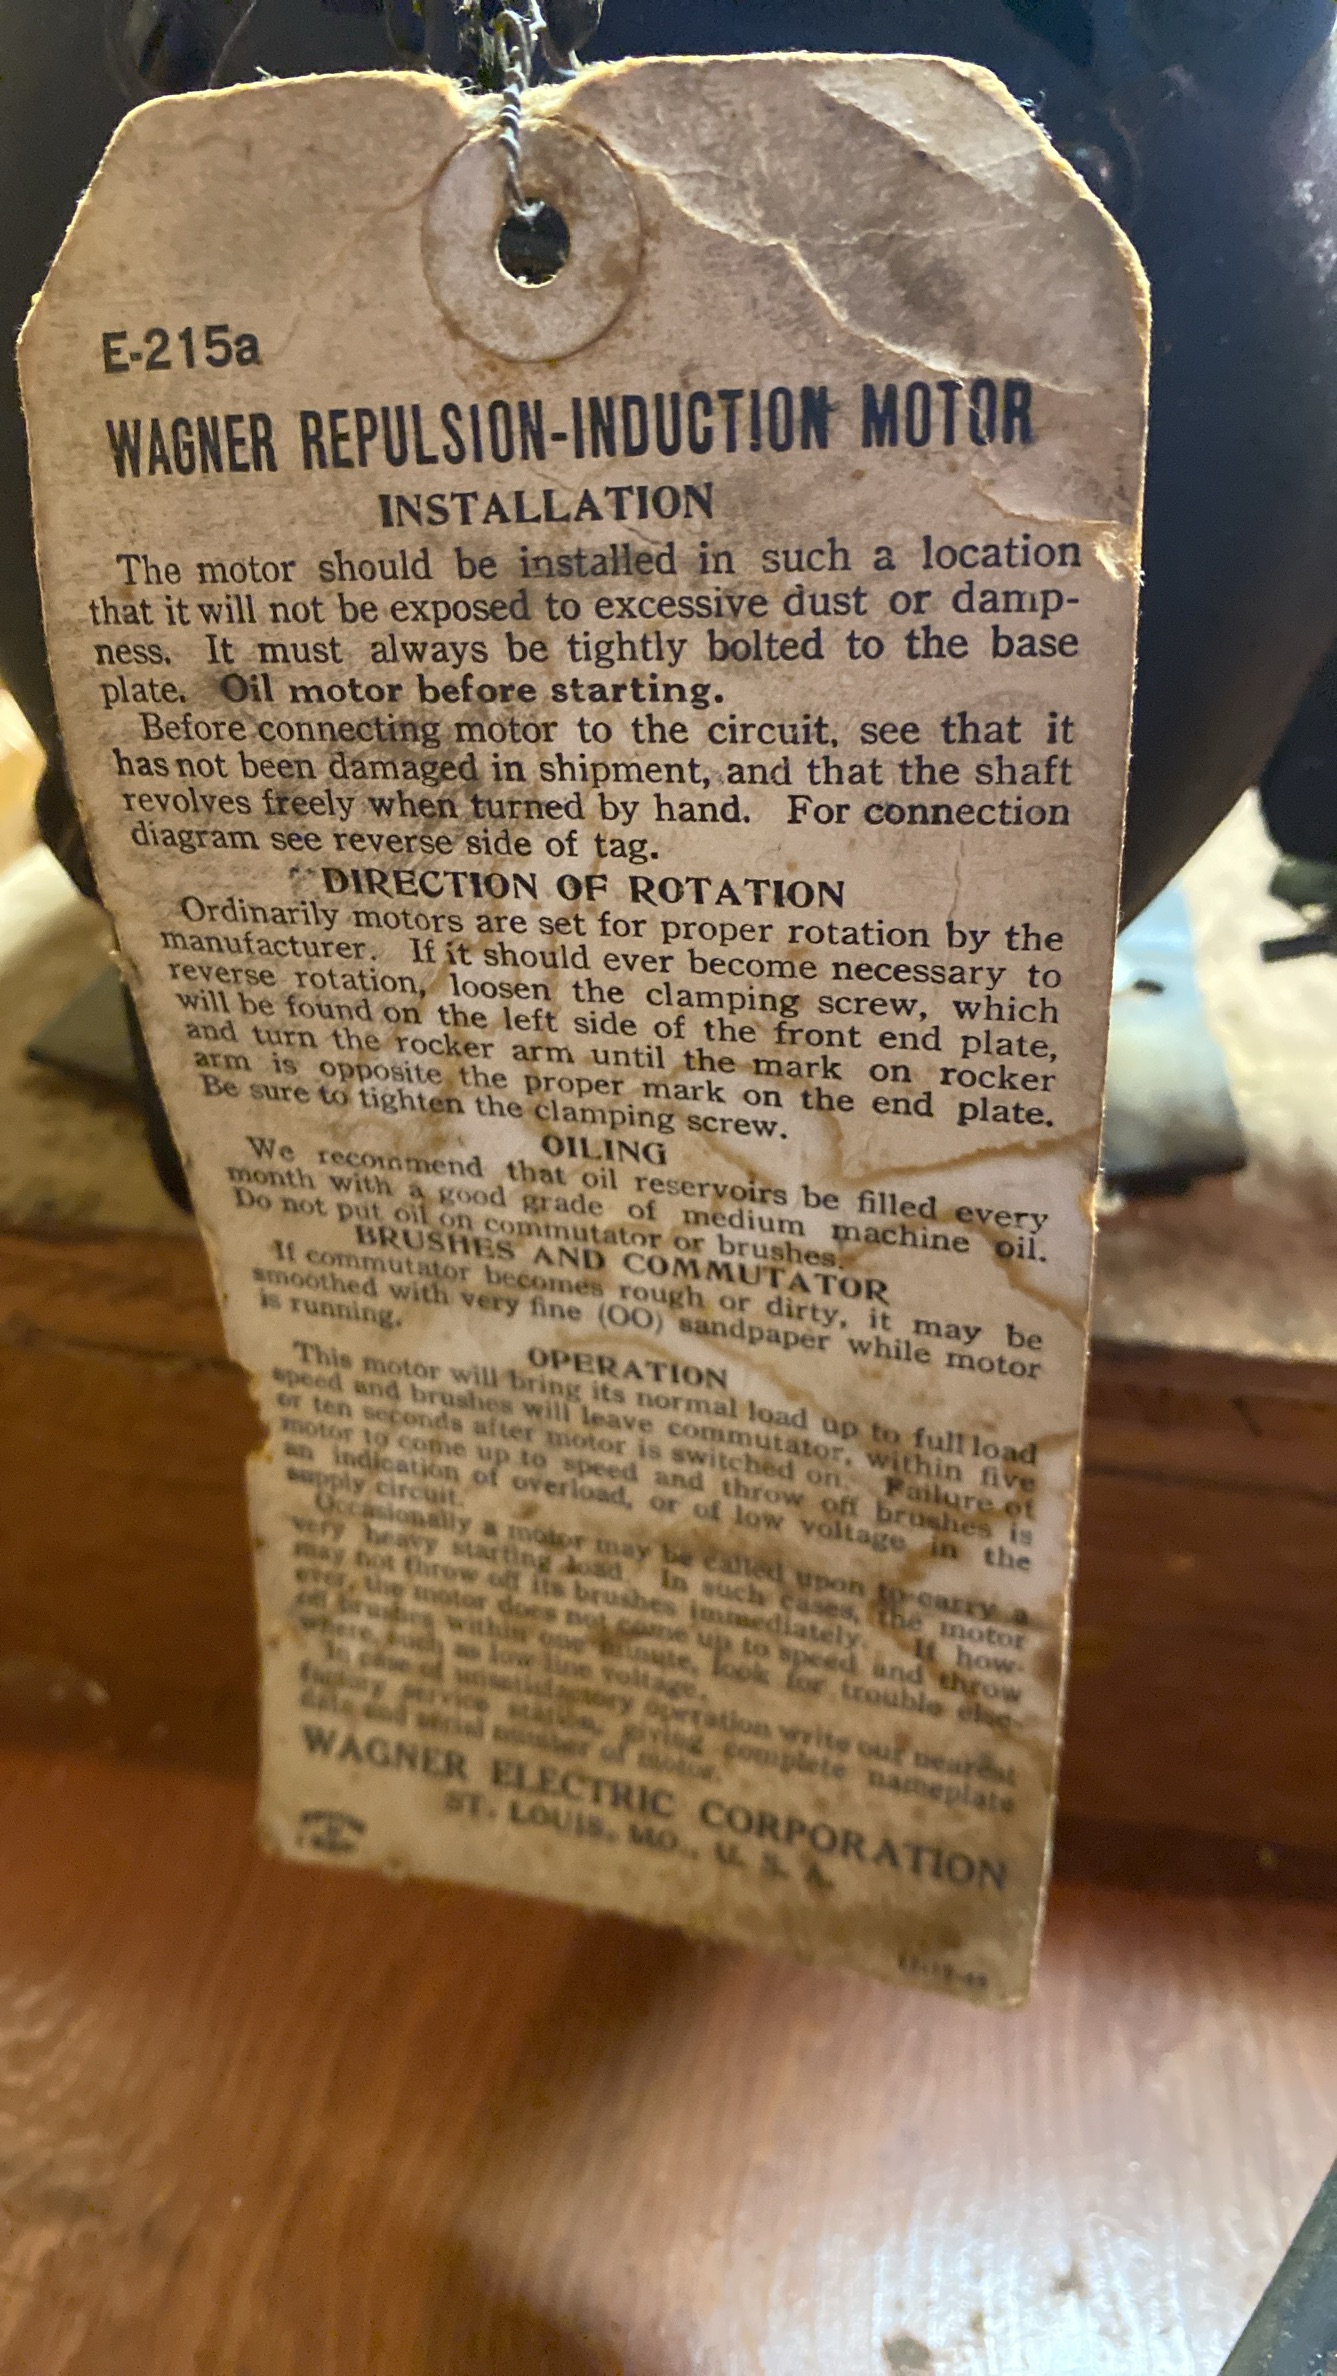 E-215a
WAGNER REPULSION-INDUCTION MOTOR
INSTALLATION
The motor should be installed in such a location
that it will not be exposed to excessive dust or damp-
ness. It must always be tightly bolted to the base
plate. Oil motor before starting.
Before connecting motor to the circuit, see that it
has not been damaged in shipment, and that the shaft
revolves freely when turned by hand. For connection
diagram see reverse side of tag.
DIRECTION OF ROTATION
Ordinarily motors are set for proper rotation by the
manufacturer. If it should ever become necessary to
reverse rotation, loosen the clamping screw, which
will be found on the left side of the front end plate,
and turn the rocker arm until the mark on rocker
arm is opposite the proper mark on the end plate.
Be sure to tighten the clamping screw.
OILING
We recommend that oil reservoirs be filled every
month with a good grade of medium machine oil.
Do not put oil on commutator or brushes.
BRUSHES AND COMMUTATOR
If commutator becomes rough or dirty, it may be
smoothed with very fine (OO) sandpaper while motor
is running.
OPERATION
This motor will bring its normal load up to full load
speed and brushes will leave commutator, within five
or ten seconds after motor is switched on. Failure of
motor to come up to speed and throw off brushes is
an indication of overload, or of low voltage in the
supply circuit.
Occasionally a motor may be called upon to carry a
very heavy starting load. In such cases, the motor
may not throw off its brushes immediately. If how-
ever, the motor does not come up to speed and throw
off brushes within one minute, look for trouble else-
where, such as low line voltage.
In case of unsatisfactory operation write our nearest
factory service station, giving complete nameplate
data and serial number of motor.
WAGNER ELECTRIC CORPORATION
ST. LOUIS, MO., U. S. A.